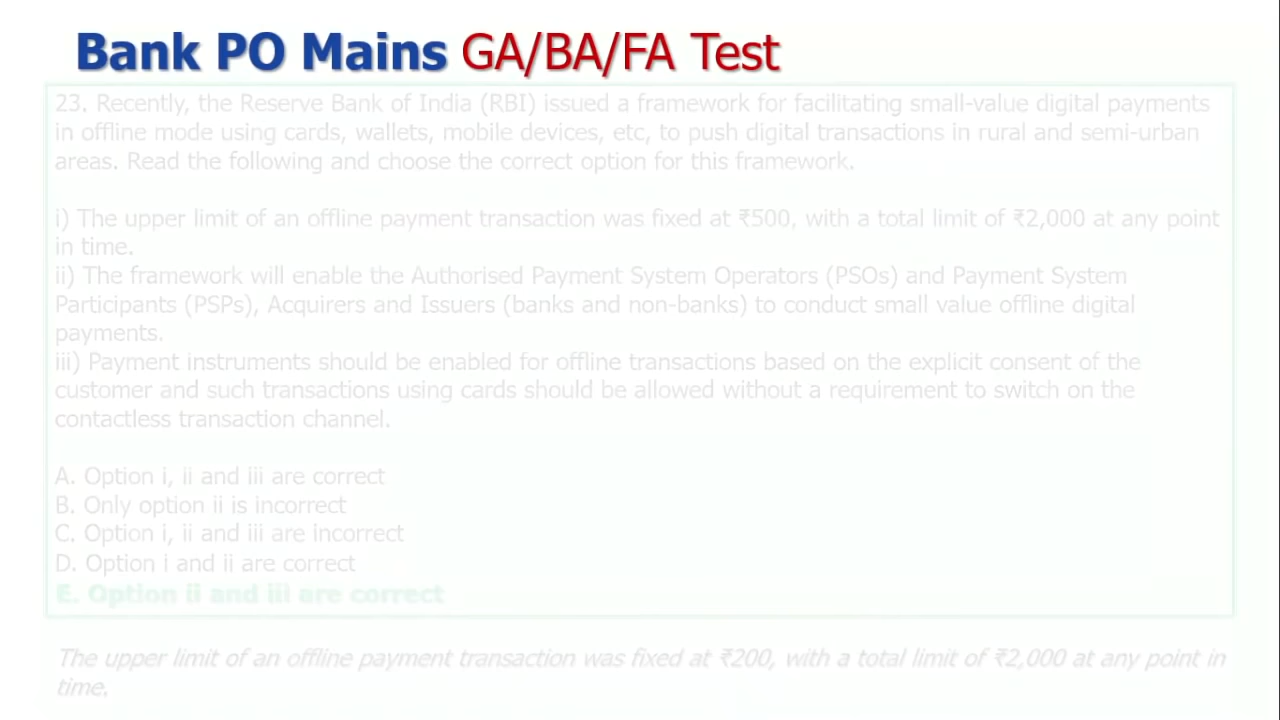 Bank PO Mains GA/BA/FA Test
23. Recently, the Reserve Bank of India (RBI) issued a framework for facilitating small-value digital payments
in offline mode using cards, wallets, mobile devices, etc, to push digital transactions in rural and semi-urban
areas. Read the following and choose the correct option for this framework.
i) The upper limit of an offline payment transaction was fixed at ₹500, with a total limit of ₹2,000 at any point
in time.
ii) The framework will enable the Authorised Payment System Operators (PSOs) and Payment System
Participants (PSPs), Acquirers and Issuers (banks and non-banks) to conduct small value offline digital
payments.
iii) Payment instruments should be enabled for offline transactions based on the explicit consent of the
customer and such transactions using cards should be allowed without a requirement to switch on the
contactless transaction channel.
A. Option i, ii and iii are correct
B. Only option ii is incorrect
C. Option i, ii and iii are incorrect
D. Option i and ii are correct
E. Option ii and iii are correct
The upper limit of an offline payment transaction was fixed at ₹200, with a total limit of ₹2,000 at any point in
time.